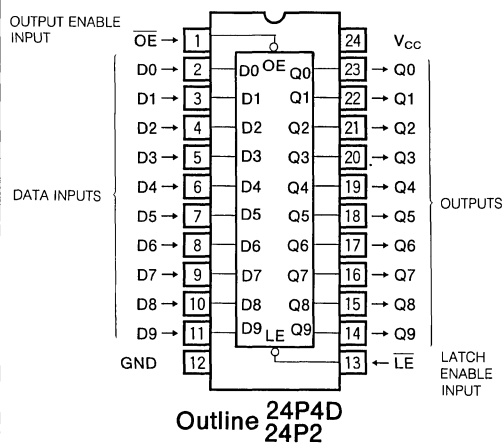 OUTPUT ENABLE
INPUT
O̅E̅ → 1 OE 24 VCC
D0 → 2 D0 Q0 23 → Q0
D1 → 3 D1 Q1 22 → Q1
D2 → 4 D2 Q2 21 → Q2
D3 → 5 D3 Q3 20 → Q3
D4 → 6 D4 Q4 19 → Q4
DATA INPUTS
D5 → 7 D5 Q5 18 → Q5
OUTPUTS
D6 → 8 D6 Q6 17 → Q6
D7 → 9 D7 Q7 16 → Q7
D8 → 10 D8 Q8 15 → Q8
D9 → 11 D9 LE Q9 14 → Q9
GND 12 13 ← L̅E̅
LATCH
ENABLE
INPUT
Outline 24P4D
24P2